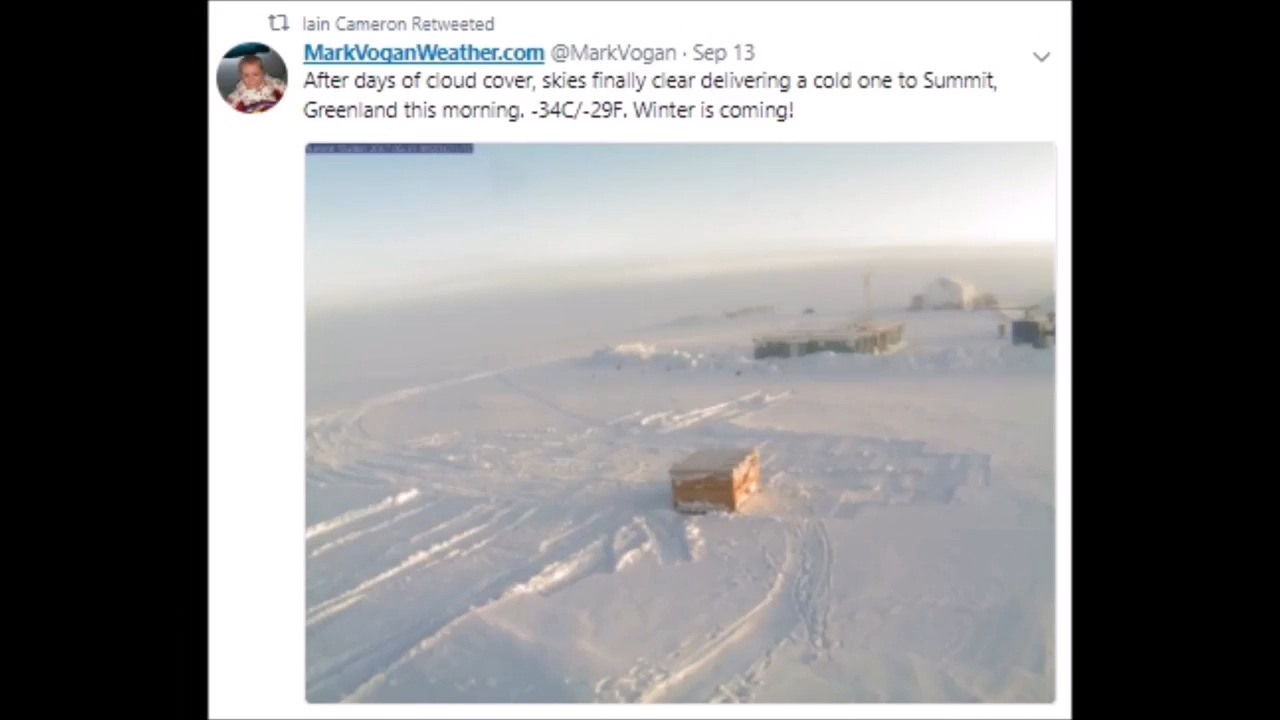 Iain Cameron Retweeted
MarkVoganWeather.com @MarkVogan · Sep 13
After days of cloud cover, skies finally clear delivering a cold one to Summit,
Greenland this morning. -34C/-29F. Winter is coming!